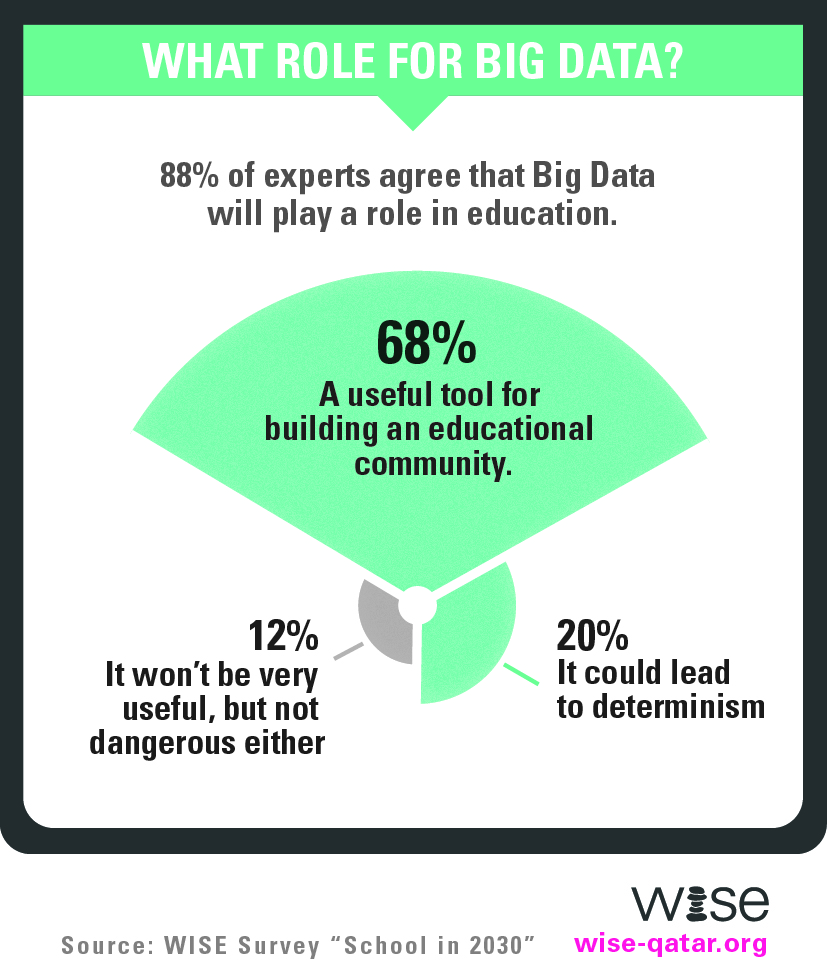 WHAT ROLE FOR BIG DATA?
88% of experts agree that Big Data
will play a role in education.
68%
A useful tool for
building an educational
community.
12%
It won’t be very
useful, but not
dangerous either
20%
It could lead
to determinism
wise
Source: WISE Survey “School in 2030”
wise-qatar.org